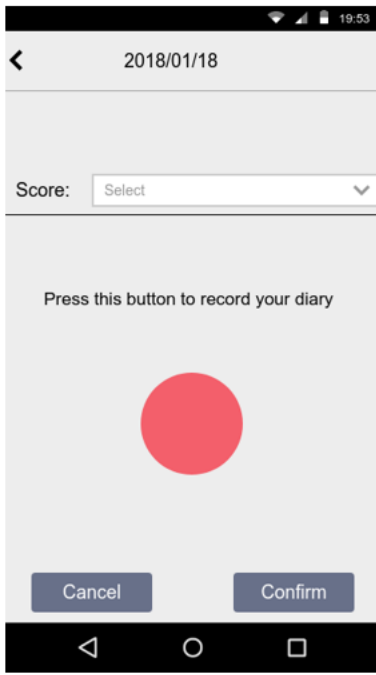 19:53
2018/01/18
Score: Select
Press this button to record your diary
Cancel Confirm